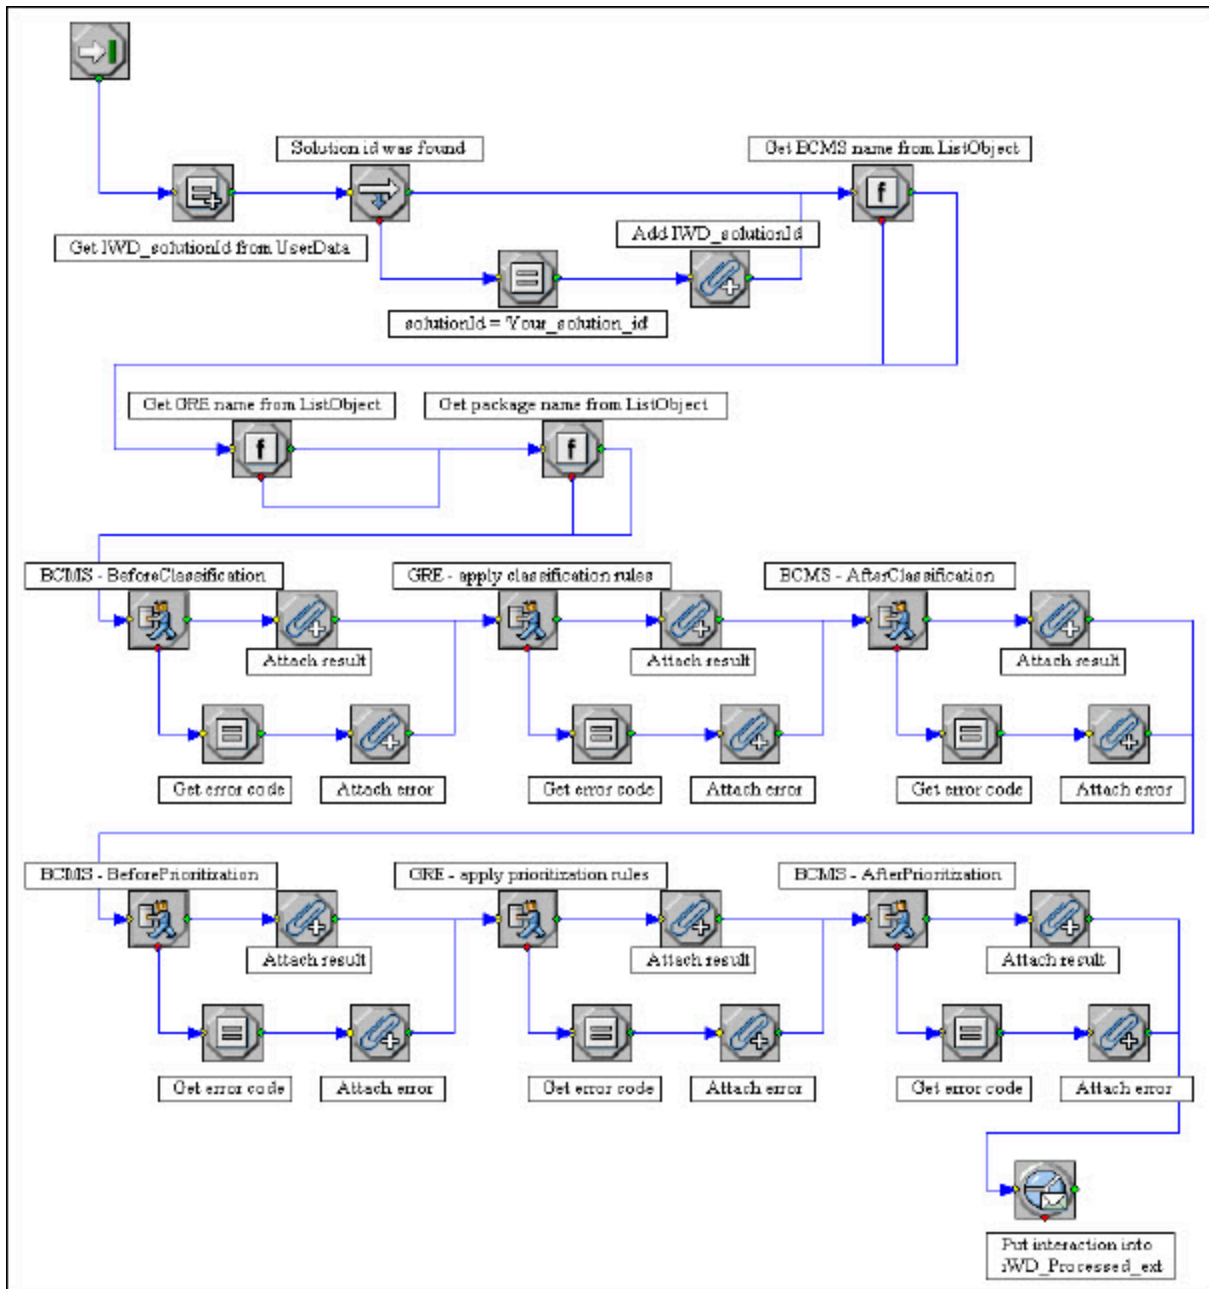 Solution id was found
Get BCMS name from ListObject
Get IWD_solutionId from UserData
Add IWD_solutionId
solutionId = 'Your_solution_id'
f
Get GRE name from ListObject
Get package name from ListObject
f
f
BCMS - BeforeClassification
GRE - apply classification rules
BCMS - AfterClassification
Attach result
Attach result
Attach result
Get error code
Attach error
Get error code
Attach error
Get error code
Attach error
BCMS - BeforePrioritization
GRE - apply prioritization rules
BCMS - AfterPrioritization
Attach result
Attach result
Attach result
Get error code
Attach error
Get error code
Attach error
Get error code
Attach error
Put interaction into
iWD_Processed_ext